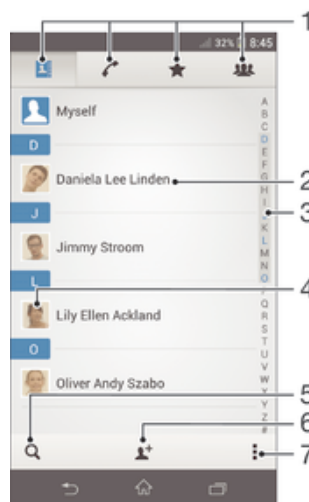 1
32% 8:45
Myself
A
B
C
D
D
E
F
Daniela Lee Linden
2
G
H
I
3
J
K
L
Jimmy Stroom
M
N
L
O
4
Lily Ellen Ackland
Q
R
S
T
O
U
V
W
Oliver Andy Szabo
Y
5
Z
#
6
7